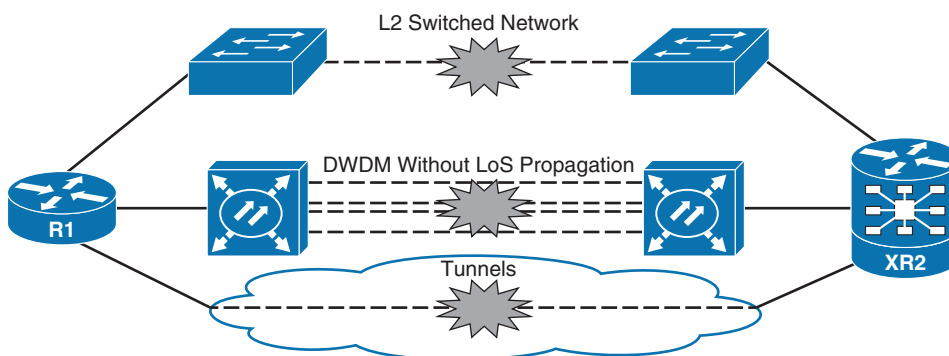 L2 Switched Network
DWDM Without LoS Propagation
R1
XR2
Tunnels